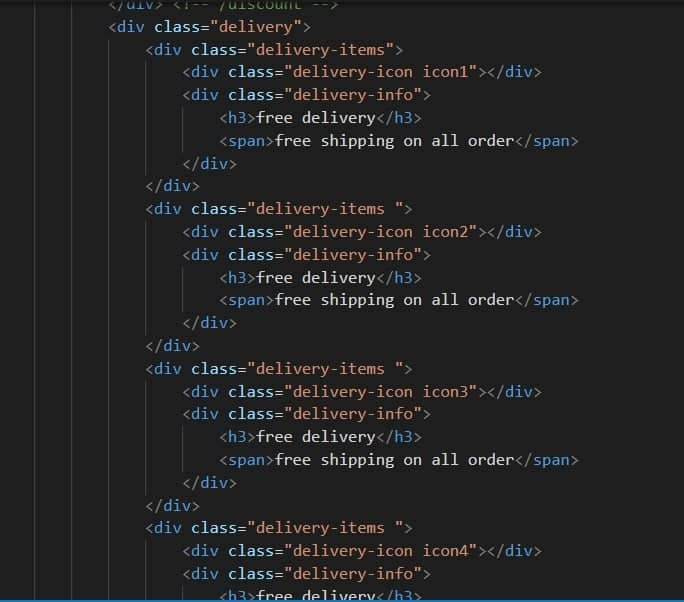 </div> <!-- /discount -->
<div class="delivery">
<div class="delivery-items">
<div class="delivery-icon icon1"></div>
<div class="delivery-info">
<h3>free delivery</h3>
<span>free shipping on all order</span>
</div>
</div>
<div class="delivery-items ">
<div class="delivery-icon icon2"></div>
<div class="delivery-info">
<h3>free delivery</h3>
<span>free shipping on all order</span>
</div>
</div>
<div class="delivery-items ">
<div class="delivery-icon icon3"></div>
<div class="delivery-info">
<h3>free delivery</h3>
<span>free shipping on all order</span>
</div>
</div>
<div class="delivery-items ">
<div class="delivery-icon icon4"></div>
<div class="delivery-info">
<h3>free delivery</h3>